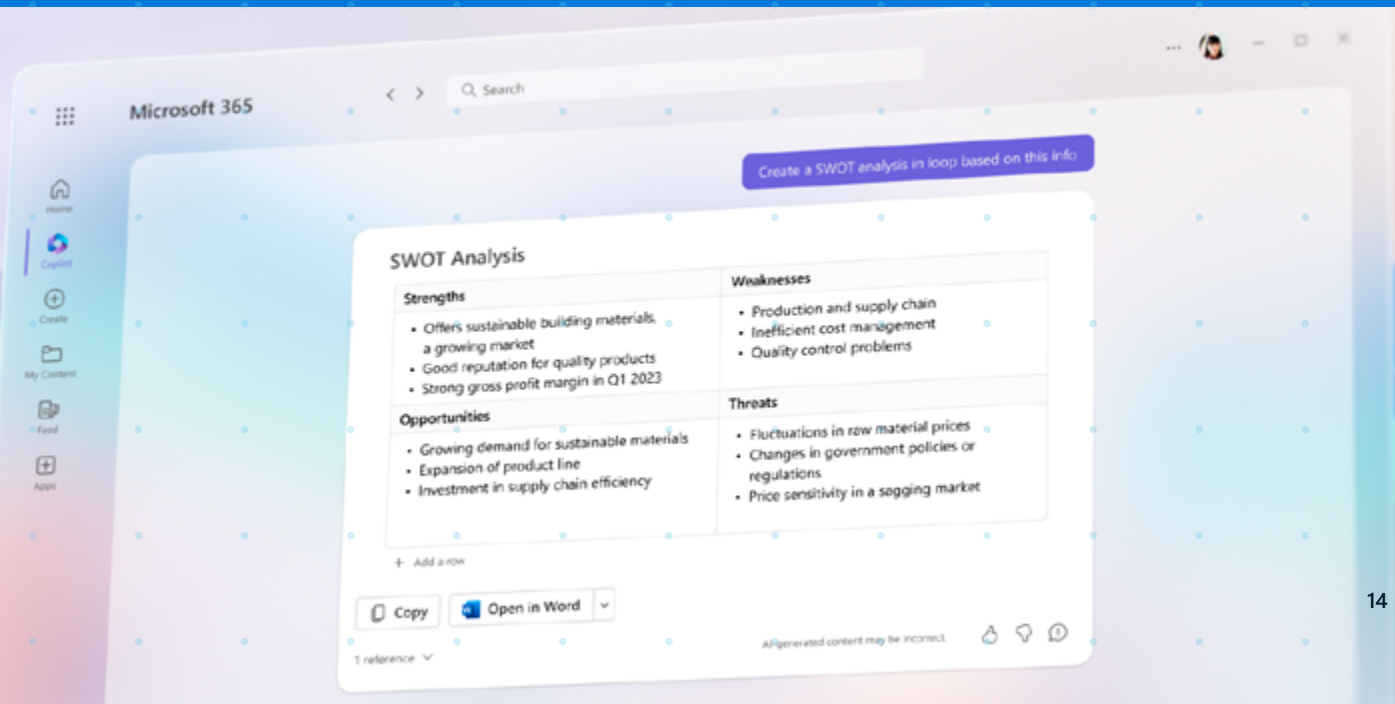 Microsoft 365
Search
Home
Copilot
Create
My Content
Feed
Apps
Create a SWOT analysis in loop based on this info
SWOT Analysis
Strengths
• Offers sustainable building materials,
a growing market
• Good reputation for quality products
• Strong gross profit margin in Q1 2023
Weaknesses
• Production and supply chain
• Inefficient cost management
• Quality control problems
Opportunities
• Growing demand for sustainable materials
• Expansion of product line
• Investment in supply chain efficiency
Threats
• Fluctuations in raw material prices
• Changes in government policies or
regulations
• Price sensitivity in a sagging market
+ Add a row
Copy
Open in Word
1 reference
AI-generated content may be incorrect.
14